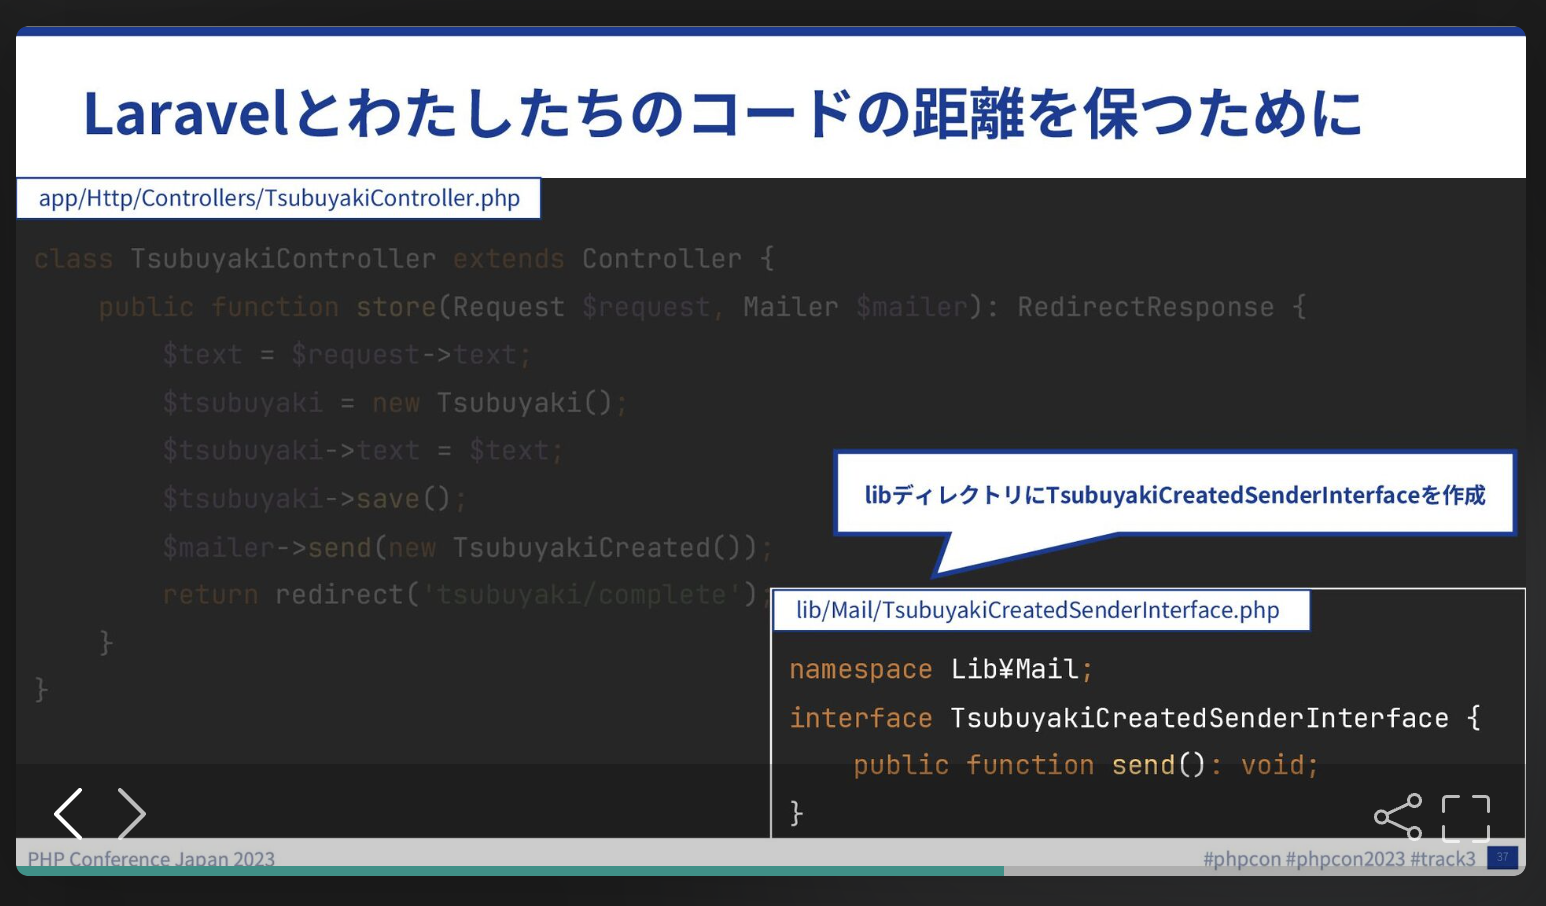 Laravelとわたしたちのコードの距離を保つために
app/Http/Controllers/TsubuyakiController.php
class TsubuyakiController extends Controller {
    public function store(Request $request, Mailer $mailer): RedirectResponse {
        $text = $request->text;
        $tsubuyaki = new Tsubuyaki();
        $tsubuyaki->text = $text;
        $tsubuyaki->save();
        $mailer->send(new TsubuyakiCreated());
        return redirect('tsubuyaki/complete');
    }
}
libディレクトリにTsubuyakiCreatedSenderInterfaceを作成
lib/Mail/TsubuyakiCreatedSenderInterface.php
namespace Lib¥Mail;
interface TsubuyakiCreatedSenderInterface {
    public function send(): void;
}
PHP Conference Japan 2023
#phpcon #phpcon2023 #track3 37